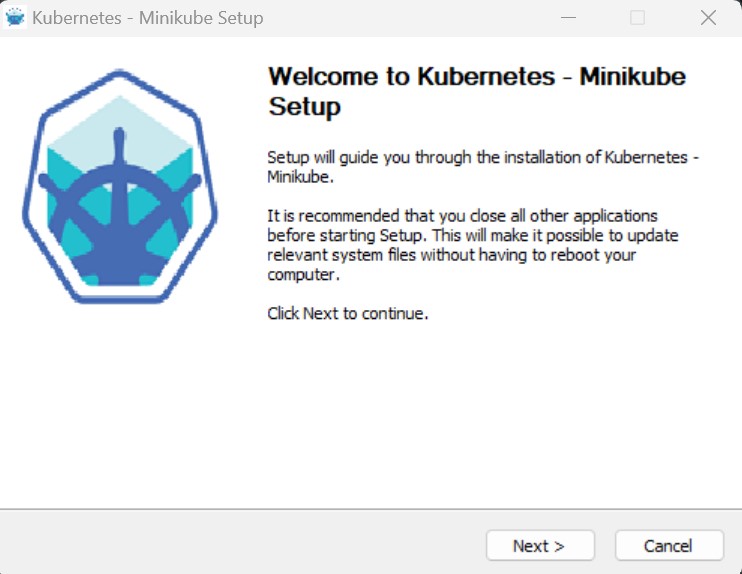 Kubernetes - Minikube Setup
Welcome to Kubernetes - Minikube
Setup
Setup will guide you through the installation of Kubernetes -
Minikube.
It is recommended that you close all other applications
before starting Setup. This will make it possible to update
relevant system files without having to reboot your
computer.
Click Next to continue.
Next >
Cancel